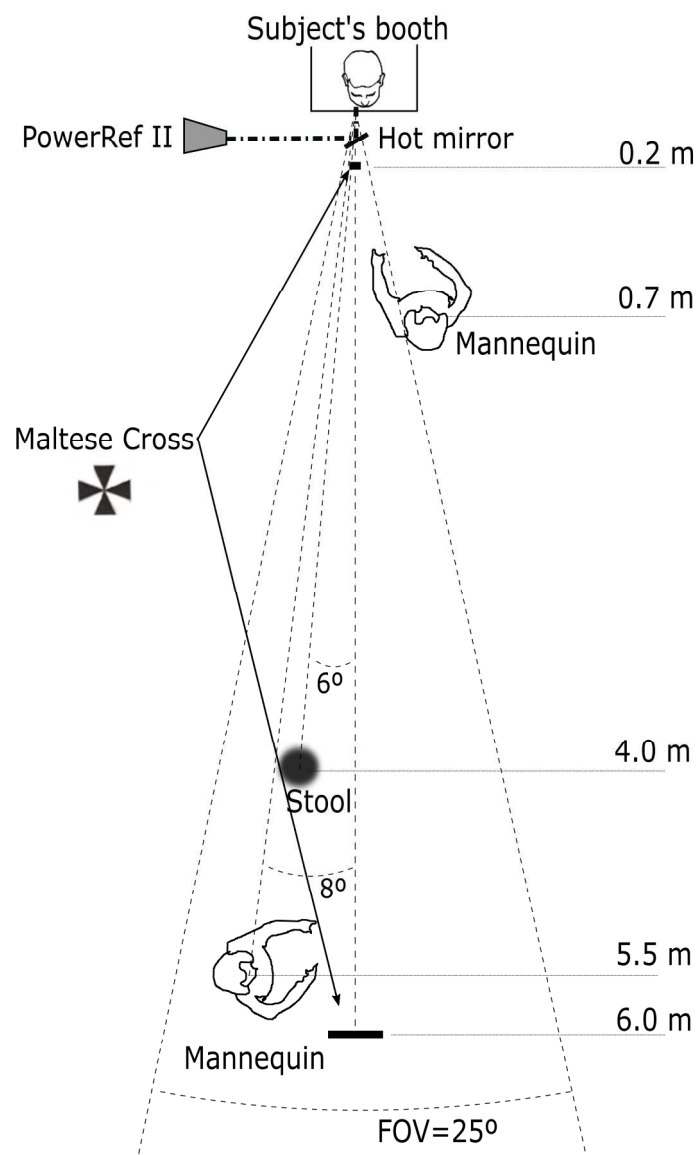 Subject's booth
PowerRef II
Hot mirror
0.2 m
0.7 m
Mannequin
Maltese Cross
6º
4.0 m
Stool
8º
5.5 m
6.0 m
Mannequin
FOV=25º